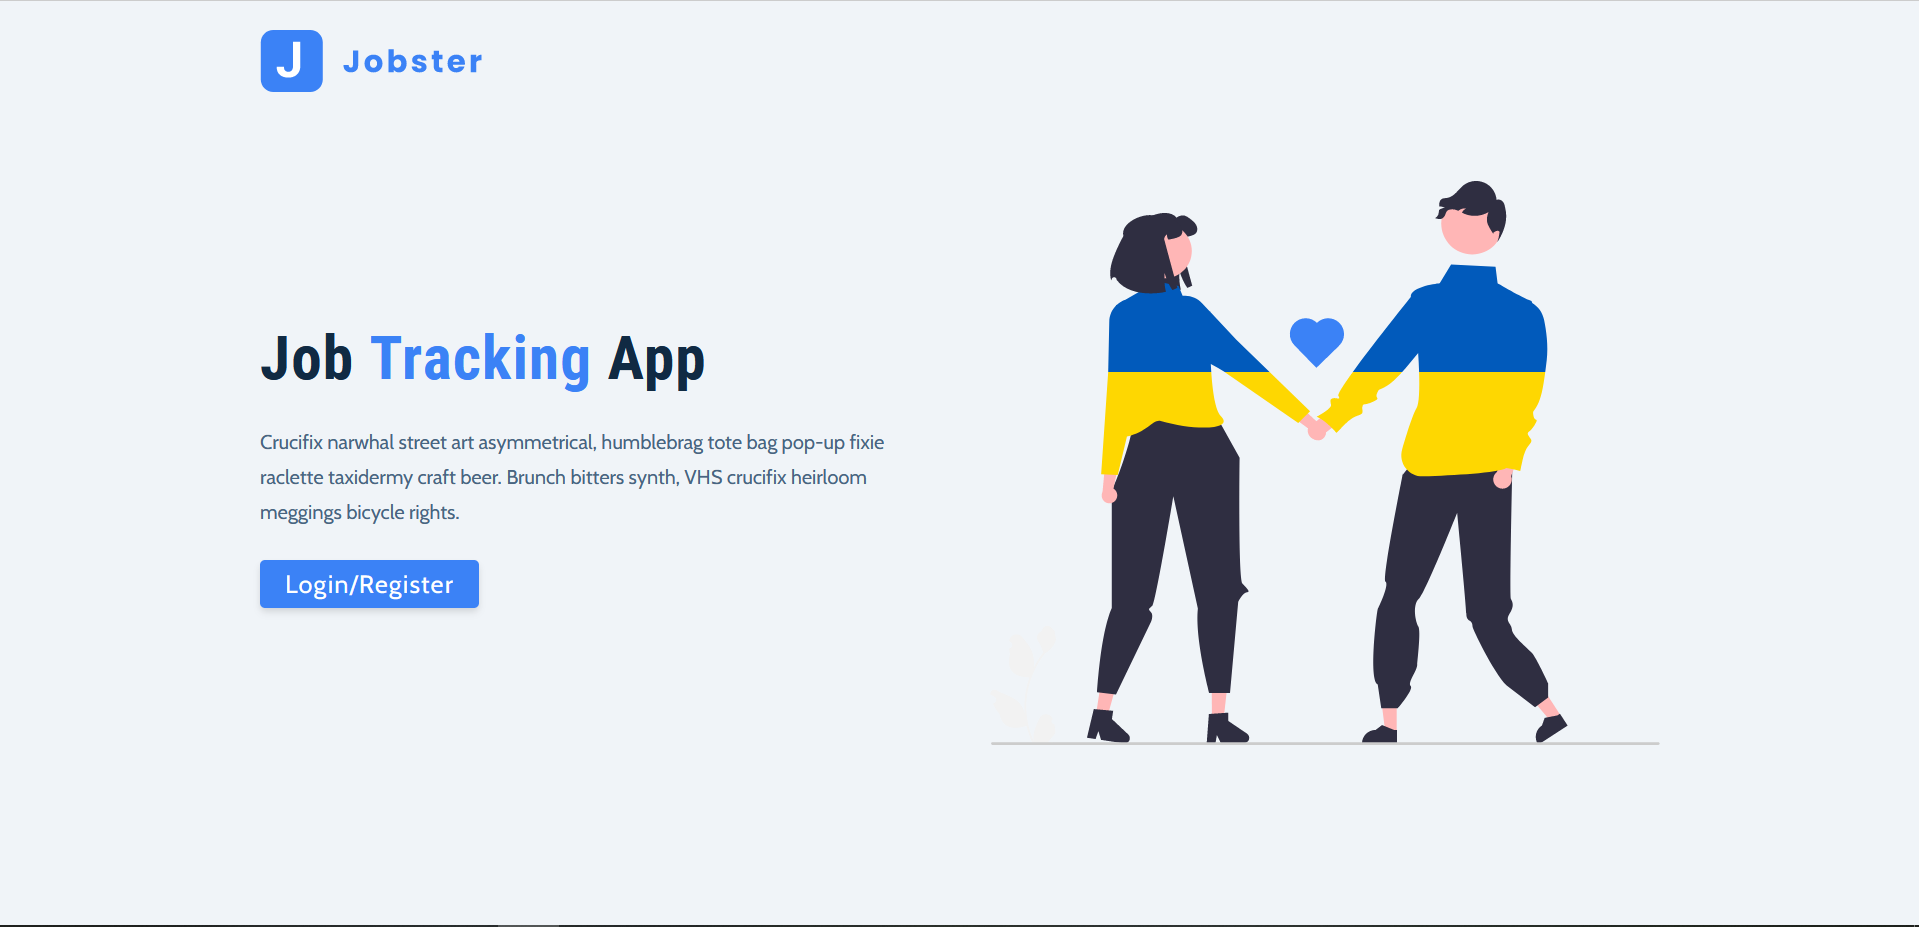 J Jobster
Job Tracking App
Crucifix narwhal street art asymmetrical, humblebrag tote bag pop-up fixie
raclette taxidermy craft beer. Brunch bitters synth, VHS crucifix heirloom
meggings bicycle rights.
Login/Register